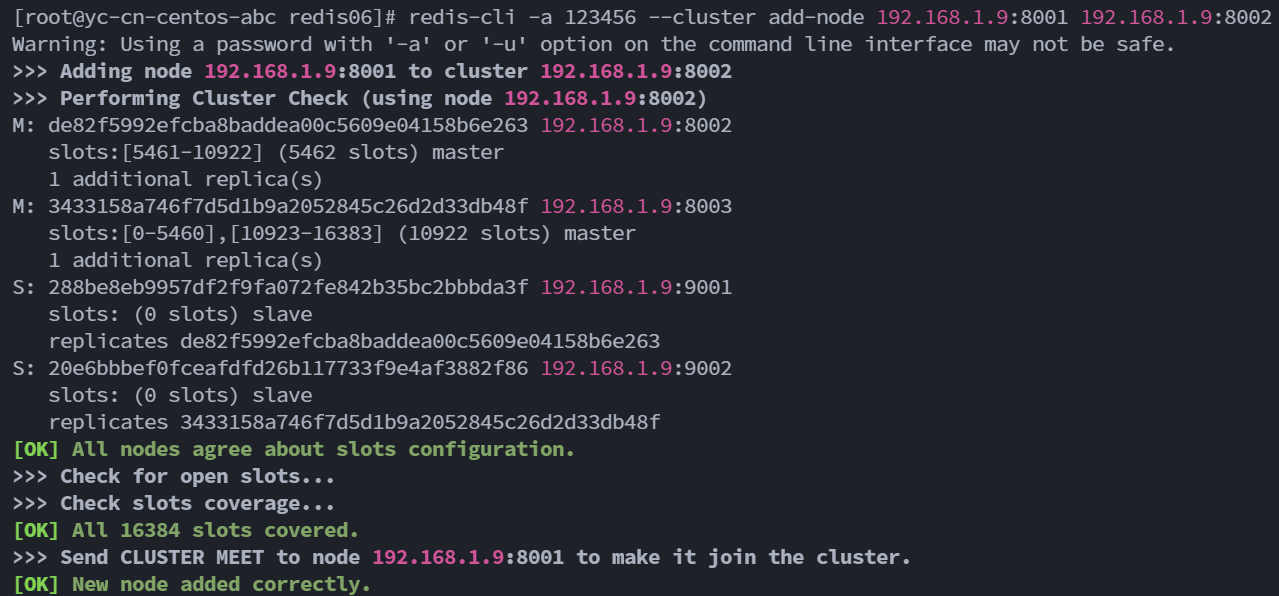 [root@yc-cn-centos-abc redis06]# redis-cli -a 123456 --cluster add-node 192.168.1.9:8001 192.168.1.9:8002
Warning: Using a password with '-a' or '-u' option on the command line interface may not be safe.
>>> Adding node 192.168.1.9:8001 to cluster 192.168.1.9:8002
>>> Performing Cluster Check (using node 192.168.1.9:8002)
M: de82f5992efcba8baddea00c5609e04158b6e263 192.168.1.9:8002
   slots:[5461-10922] (5462 slots) master
   1 additional replica(s)
M: 3433158a746f7d5d1b9a2052845c26d2d33db48f 192.168.1.9:8003
   slots:[0-5460],[10923-16383] (10922 slots) master
   1 additional replica(s)
S: 288be8eb9957df2f9fa072fe842b35bc2bbbda3f 192.168.1.9:9001
   slots: (0 slots) slave
   replicates de82f5992efcba8baddea00c5609e04158b6e263
S: 20e6bbbef0fceafdfd26b117733f9e4af3882f86 192.168.1.9:9002
   slots: (0 slots) slave
   replicates 3433158a746f7d5d1b9a2052845c26d2d33db48f
[OK] All nodes agree about slots configuration.
>>> Check for open slots...
>>> Check slots coverage...
[OK] All 16384 slots covered.
>>> Send CLUSTER MEET to node 192.168.1.9:8001 to make it join the cluster.
[OK] New node added correctly.